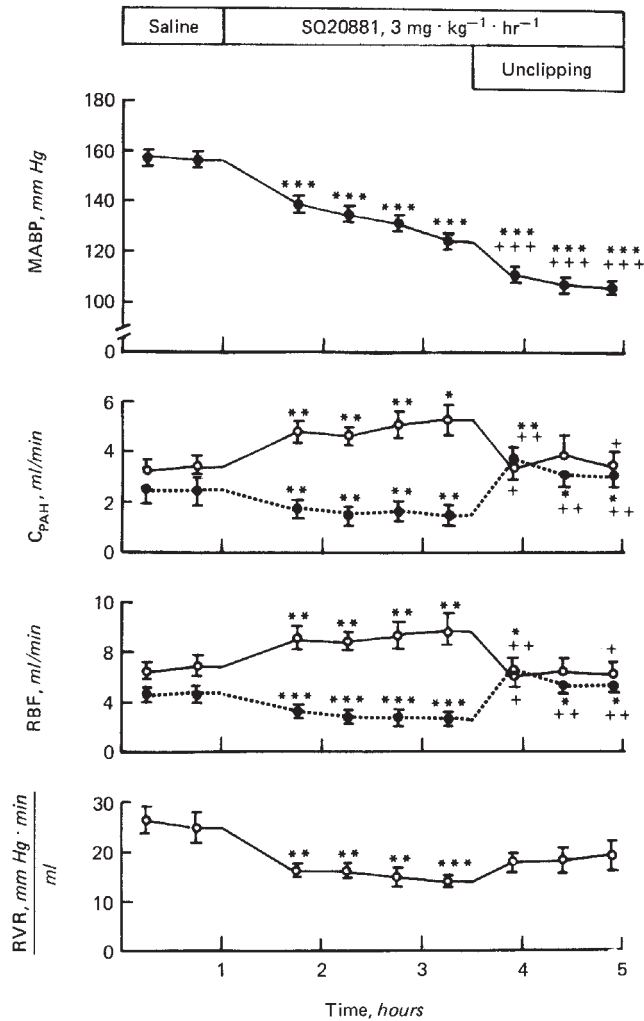 Saline SQ20881, 3 mg · kg⁻¹ · hr⁻¹
Unclipping
MABP, mm Hg
180
160
140
120
100
0
*** *** *** *** *** *** ***
+++ +++ +++
C_PAH, ml/min
6
4
2
0
** ** ** * ** +
++
** ** ** ** + * *
++ ++
RBF, ml/min
10
8
4
0
** ** ** ** * +
++
*** *** *** *** + * *
++ ++
RVR, mm Hg · min
ml
30
20
10
0
** ** ** ***
1 2 3 4 5
Time, hours